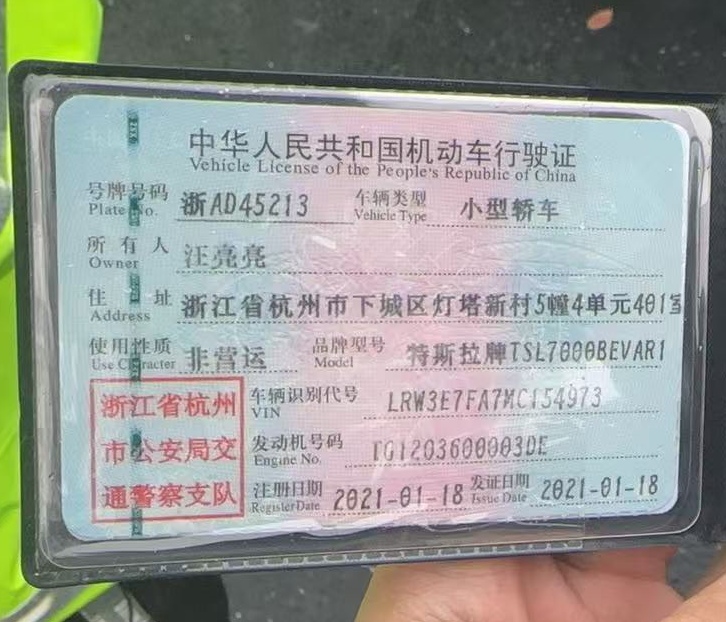 中华人民共和国机动车行驶证
Vehicle License of the People's Republic of China
号牌号码 浙AD45213 车辆类型 小型轿车
Plate No. Vehicle Type
所有人 汪亮亮
Owner
住址 浙江省杭州市下城区灯塔新村5幢4单元401室
Address
使用性质 非营运 品牌型号 特斯拉牌TSL7000BEVAR1
Use Character Model
浙江省杭州 车辆识别代号 LRW3E7FA7MC154973
VIN
市公安局交 发动机号码 TG1203600003DE
Engine No.
通警察支队 注册日期 2021-01-18 发证日期 2021-01-18
Register Date Issue Date